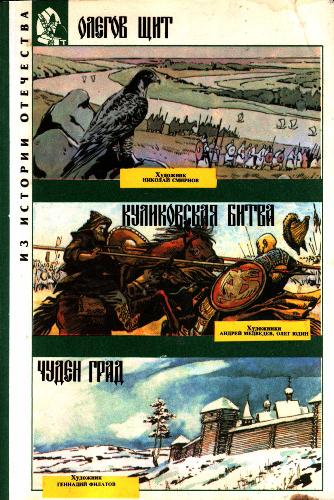 ИЗ ИСТОРИИ ОТЕЧЕСТВА
ОЛЕГОВ ЩИТ
Художник
НИКОЛАЙ СМИРНОВ
КУЛИКОВСКАЯ БИТВА
Художники
АНДРЕЙ МЕДВЕДЕВ, ОЛЕГ ЮДИН
ЧУДЕН ГРАД
Художник
ГЕННАДИЙ ФИЛАТОВ